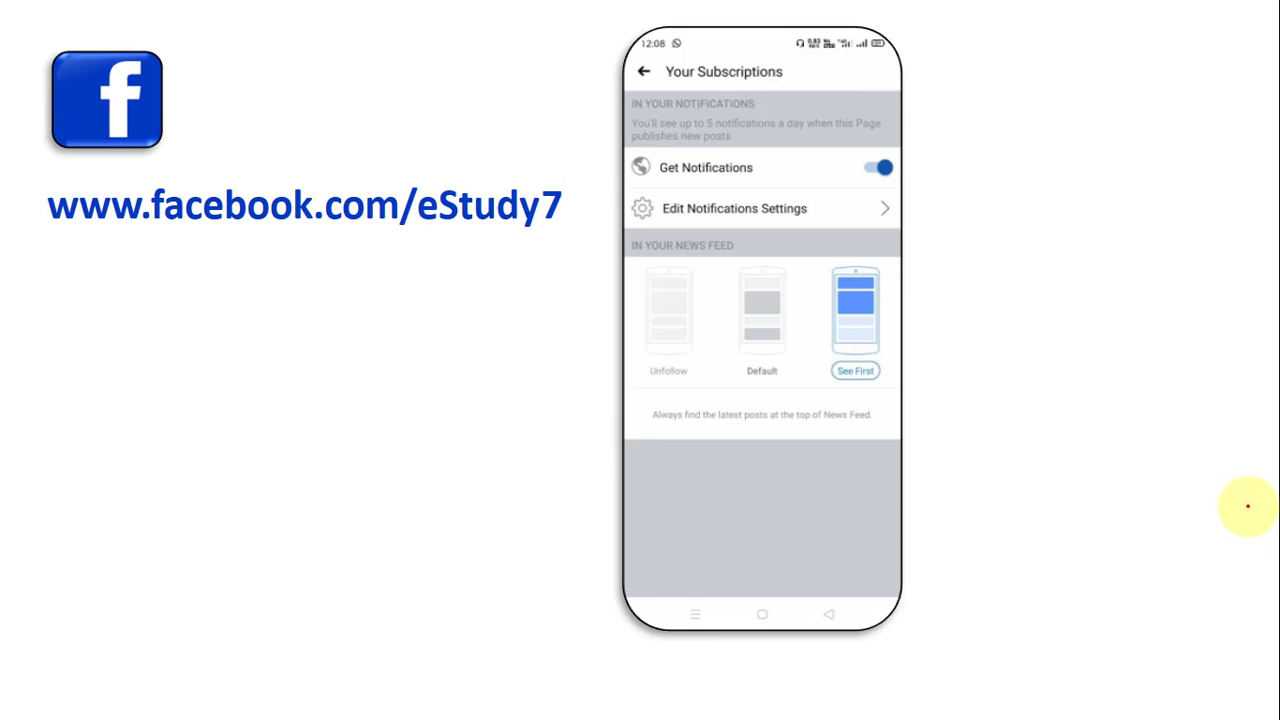 f
www.facebook.com/eStudy7
12:08
Your Subscriptions
IN YOUR NOTIFICATIONS
You'll see up to 5 notifications a day when this Page
publishes new posts.
Get Notifications
Edit Notifications Settings
IN YOUR NEWS FEED
Unfollow
Default
See First
Always find the latest posts at the top of News Feed.